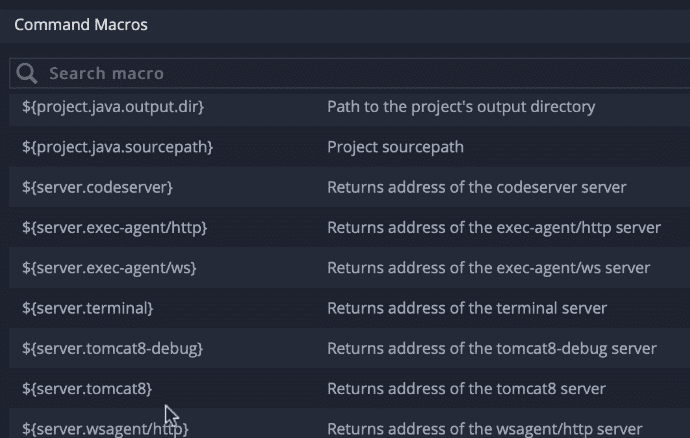 Command Macros
Search macro
${project.java.output.dir} Path to the project's output directory
${project.java.sourcepath} Project sourcepath
${server.codeserver} Returns address of the codeserver server
${server.exec-agent/http} Returns address of the exec-agent/http server
${server.exec-agent/ws} Returns address of the exec-agent/ws server
${server.terminal} Returns address of the terminal server
${server.tomcat8-debug} Returns address of the tomcat8-debug server
${server.tomcat8} Returns address of the tomcat8 server
${server.wsagent/http} Returns address of the wsagent/http server